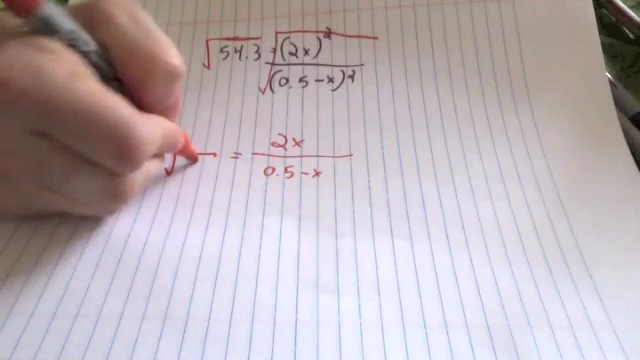 √54.3 = √(2x)²
√(0.5-x)²
√ = 2x
0.5-x